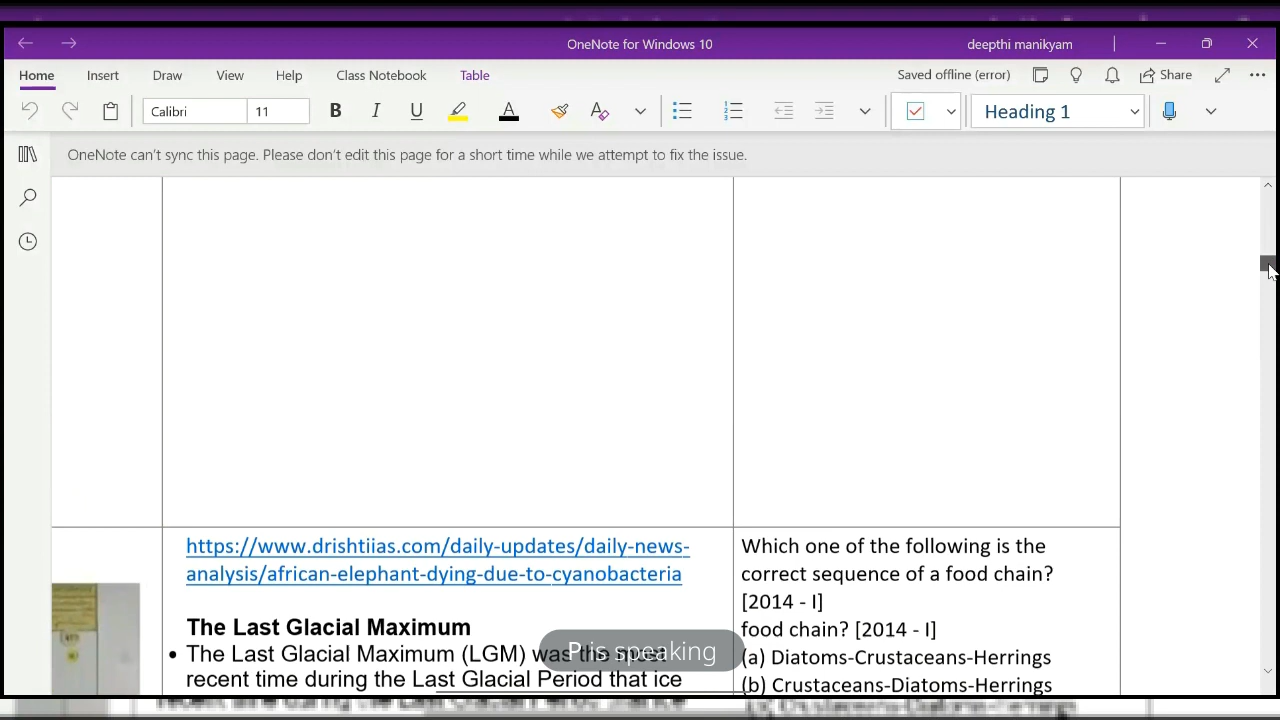 OneNote for Windows 10
deepthi manikyam
Home Insert Draw View Help Class Notebook Table
Saved offline (error) Share
Calibri 11 B I U A Heading 1
OneNote can't sync this page. Please don't edit this page for a short time while we attempt to fix the issue.
https://www.drishtiias.com/daily-updates/daily-news-
analysis/african-elephant-dying-due-to-cyanobacteria
The Last Glacial Maximum
• The Last Glacial Maximum (LGM) was the most
recent time during the Last Glacial Period that ice
Which one of the following is the
correct sequence of a food chain?
[2014 - I]
food chain? [2014 - I]
(a) Diatoms-Crustaceans-Herrings
(b) Crustaceans-Diatoms-Herrings
P is speaking